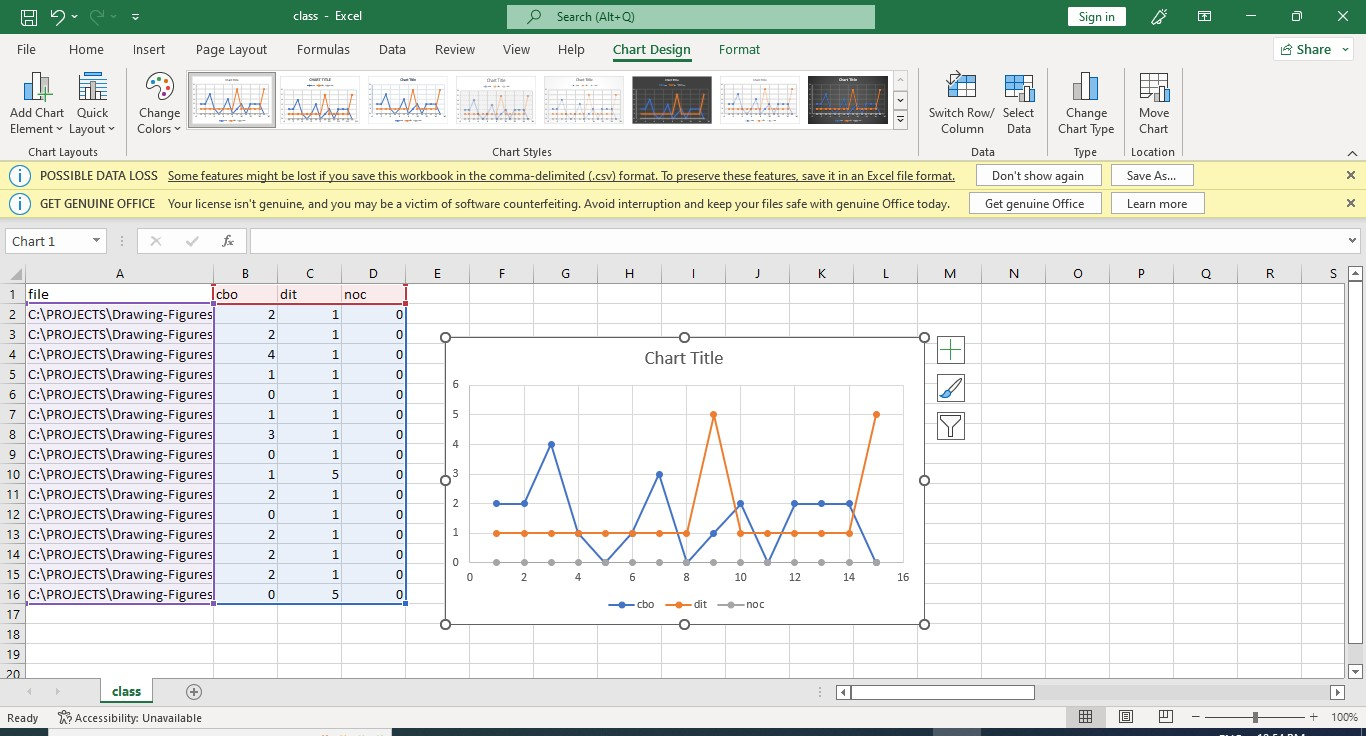 class - Excel
Search (Alt+Q)
Sign in
File Home Insert Page Layout Formulas Data Review View Help Chart Design Format Share
Add Chart Element
Quick Layout
Change Colors
Switch Row/ Column
Select Data
Change Chart Type
Move Chart
Chart Layouts Chart Styles Data Type Location
POSSIBLE DATA LOSS Some features might be lost if you save this workbook in the comma-delimited (.csv) format. To preserve these features, save it in an Excel file format. Don't show again Save As...
GET GENUINE OFFICE Your license isn't genuine, and you may be a victim of software counterfeiting. Avoid interruption and keep your files safe with genuine Office today. Get genuine Office Learn more
Chart 1 fx
A B C D E F G H I J K L M N O P Q R S
1 file cbo dit noc
2 C:\PROJECTS\Drawing-Figures 2 1 0
3 C:\PROJECTS\Drawing-Figures 2 1 0
4 C:\PROJECTS\Drawing-Figures 4 1 0
5 C:\PROJECTS\Drawing-Figures 1 1 0
6 C:\PROJECTS\Drawing-Figures 0 1 0
7 C:\PROJECTS\Drawing-Figures 1 1 0
8 C:\PROJECTS\Drawing-Figures 3 1 0
9 C:\PROJECTS\Drawing-Figures 0 1 0
10 C:\PROJECTS\Drawing-Figures 1 5 0
11 C:\PROJECTS\Drawing-Figures 2 1 0
12 C:\PROJECTS\Drawing-Figures 0 1 0
13 C:\PROJECTS\Drawing-Figures 2 1 0
14 C:\PROJECTS\Drawing-Figures 2 1 0
15 C:\PROJECTS\Drawing-Figures 2 1 0
16 C:\PROJECTS\Drawing-Figures 0 5 0
17
18
19
20
Chart Title
6
5
4
3
2
1
0
0 2 4 6 8 10 12 14 16
cbo dit noc
class
Ready Accessibility: Unavailable 100%